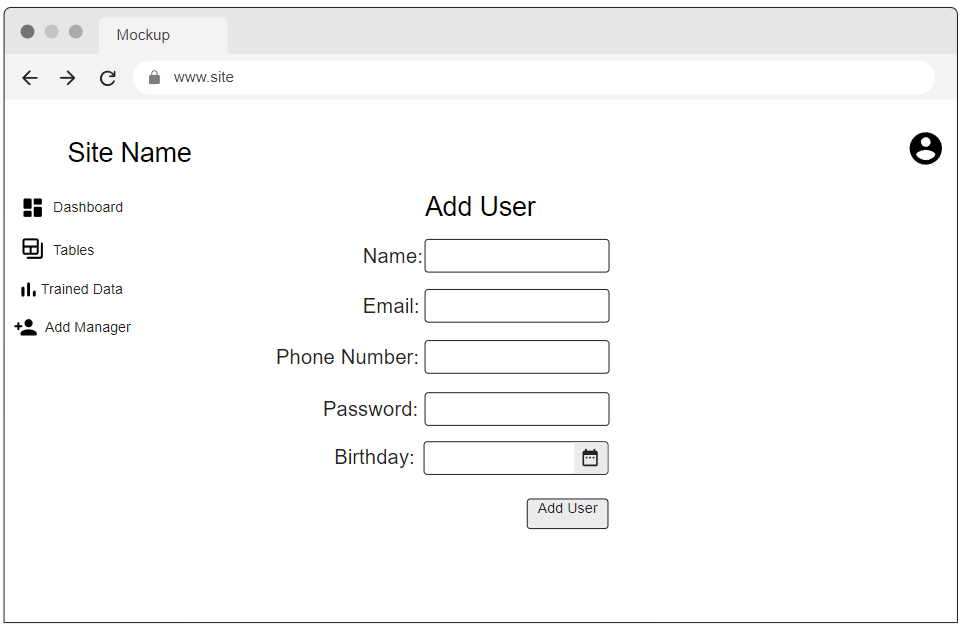 Mockup
www.site
Site Name
Dashboard
Tables
Trained Data
Add Manager
Add User
Name:
Email:
Phone Number:
Password:
Birthday:
Add User